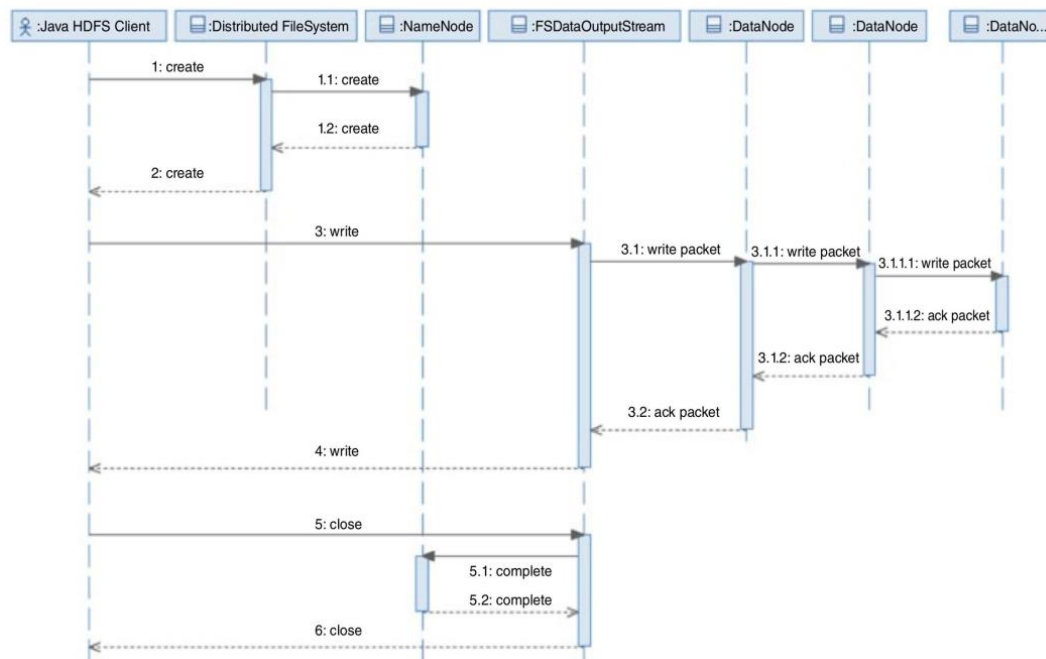 :Java HDFS Client
:Distributed FileSystem
:NameNode
:FSDataOutputStream
:DataNode
:DataNode
:DataNo...
1: create
1.1: create
1.2: create
2: create
3: write
3.1: write packet
3.1.1: write packet
3.1.1.1: write packet
3.1.1.2: ack packet
3.1.2: ack packet
3.2: ack packet
4: write
5: close
5.1: complete
5.2: complete
6: close